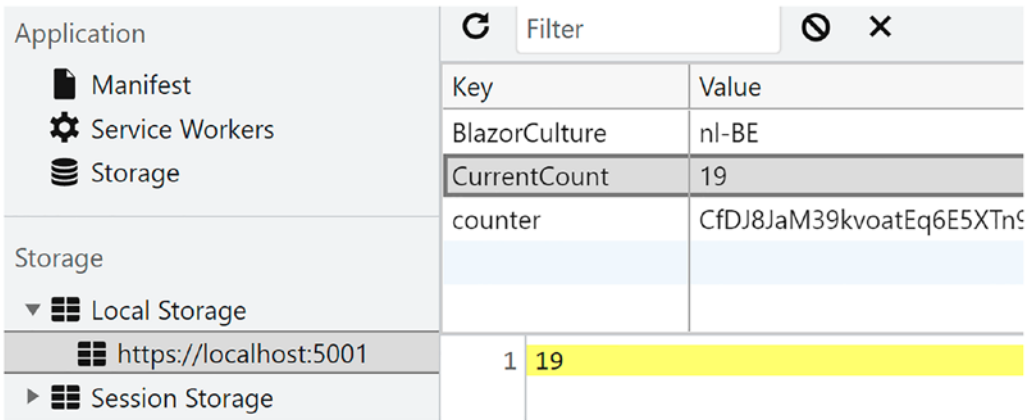 Application
Manifest
Service Workers
Storage
Storage
Local Storage
https://localhost:5001
Session Storage
Filter
Key Value
BlazorCulture nl-BE
CurrentCount 19
counter CfDJ8JaM39kvoatEq6E5XTn9
1 19